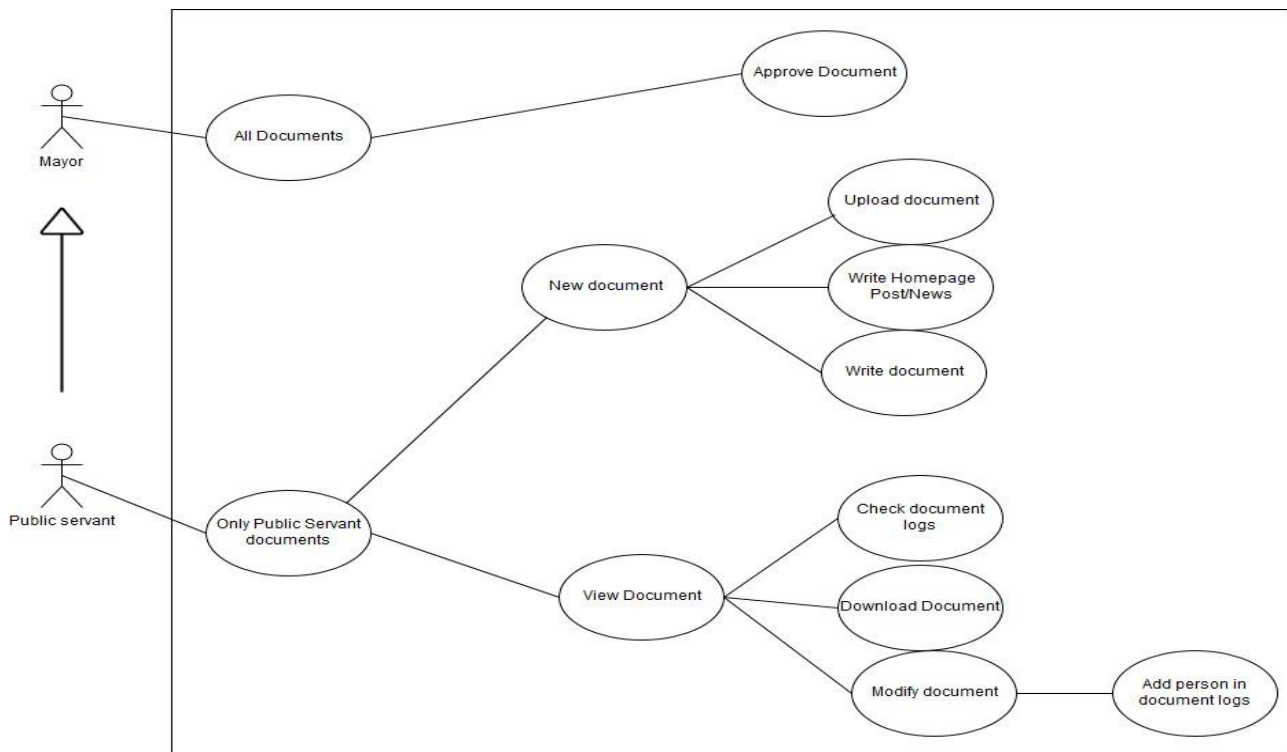 Approve Document
All Documents
Mayor
Upload document
Write Homepage
Post/News
New document
Write document
Public servant
Only Public Servant
documents
Check document
logs
View Document
Download Document
Modify document
Add person in
document logs